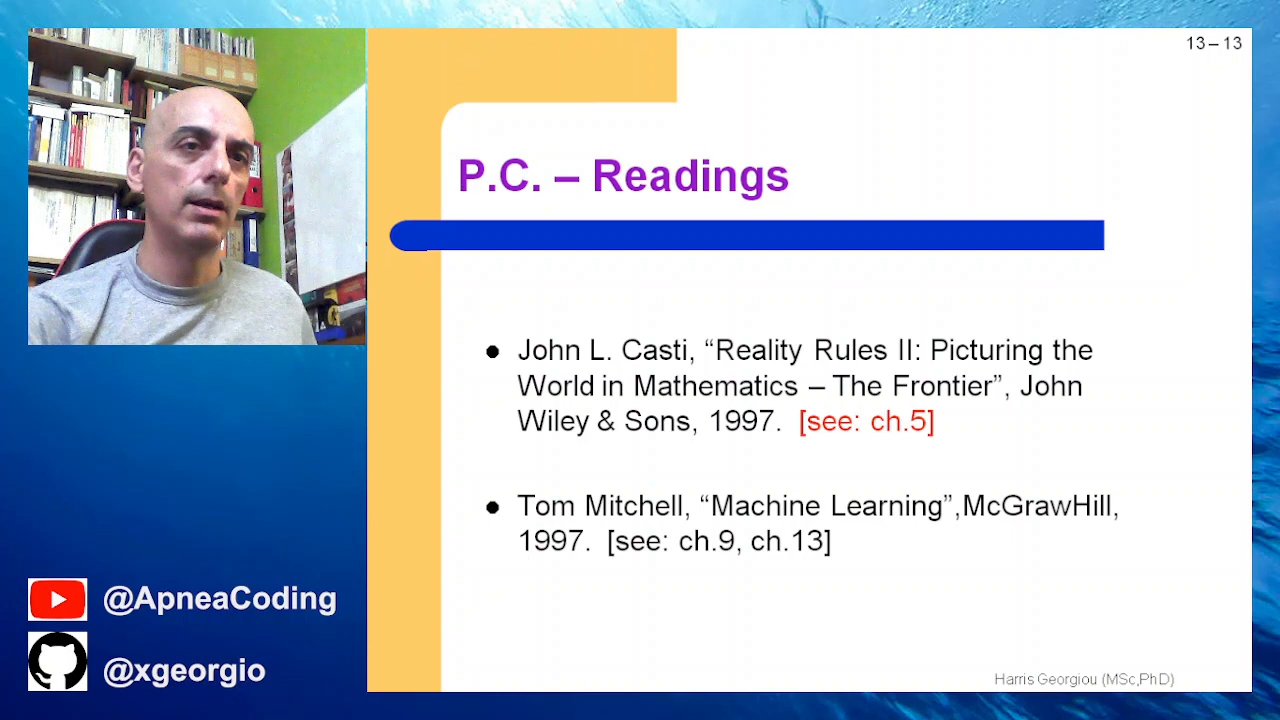 13 – 13
P.C. – Readings
● John L. Casti, “Reality Rules II: Picturing the
World in Mathematics – The Frontier”, John
Wiley & Sons, 1997. [see: ch.5]
● Tom Mitchell, “Machine Learning”,McGrawHill,
1997. [see: ch.9, ch.13]
@ApneaCoding
@xgeorgio
Harris Georgiou (MSc,PhD)